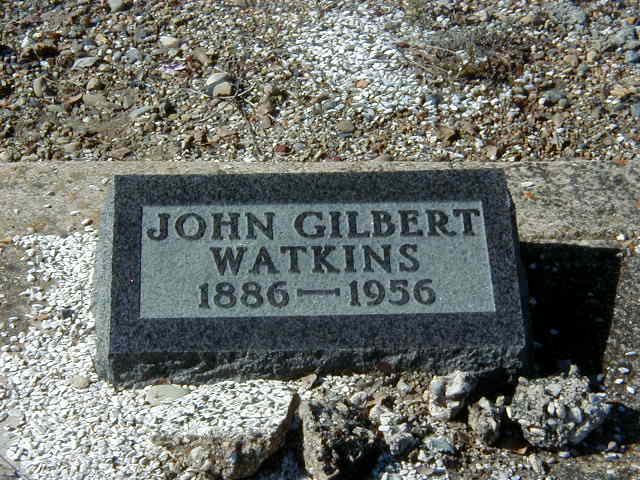 JOHN GILBERT
WATKINS
1886 — 1956